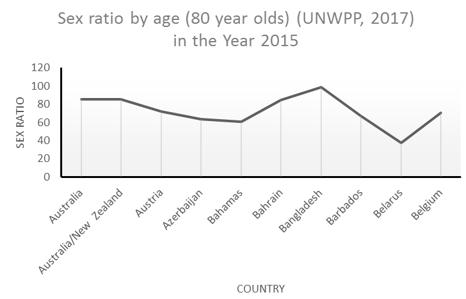 Sex ratio by age (80 year olds) (UNWPP, 2017)
in the Year 2015
120
100
80
60
40
20
0
SEX RATIO
Australia
Australia/New Zealand
Austria
Azerbaijan
Bahamas
Bahrain
Bangladesh
Barbados
Belarus
Belgium
COUNTRY